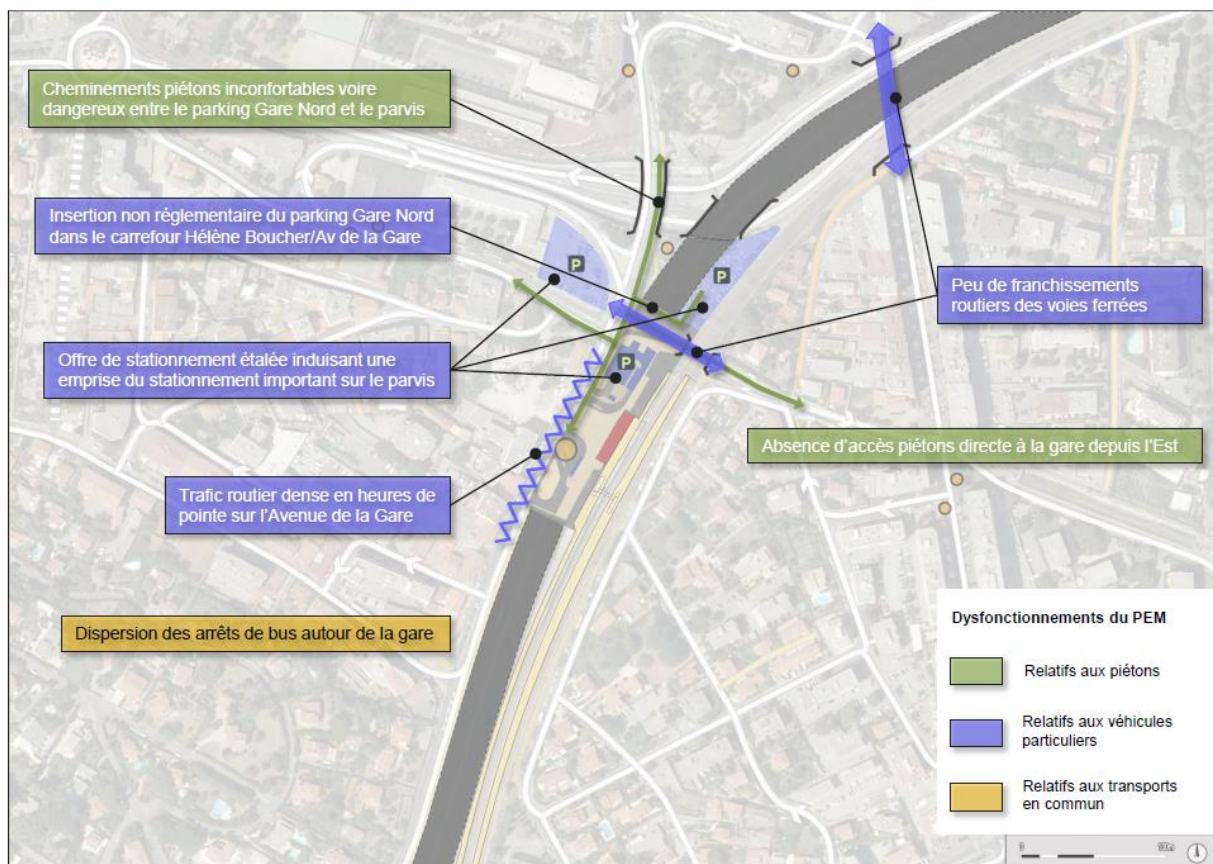 Cheminements piétons inconfortables voire
dangereux entre le parking Gare Nord et le parvis
Insertion non réglementaire du parking Gare Nord
dans le carrefour Hélène Boucher/Av de la Gare
P
P
Peu de franchissements
routiers des voies ferrées
Offre de stationnement étalée induisant une
emprise du stationnement important sur le parvis
P
Absence d'accès piétons directe à la gare depuis l'Est
Trafic routier dense en heures de
pointe sur l'Avenue de la Gare
Dispersion des arrêts de bus autour de la gare
Dysfonctionnements du PEM
Relatifs aux piétons
Relatifs aux véhicules
particuliers
Relatifs aux transports
en commun